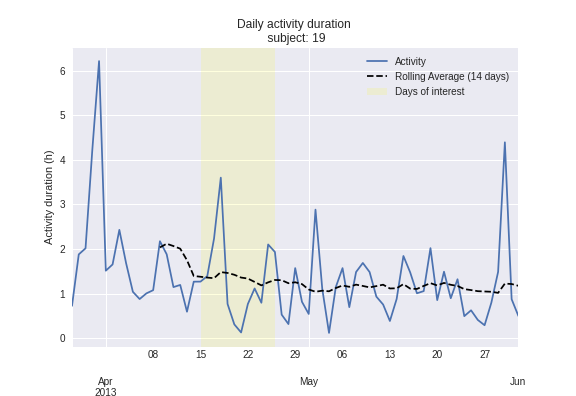 Daily activity duration
subject: 19
Activity
Rolling Average (14 days)
Days of interest
Activity duration (h)
6
5
4
3
2
1
0
08 15 22 29 06 13 20 27
Apr May Jun
2013